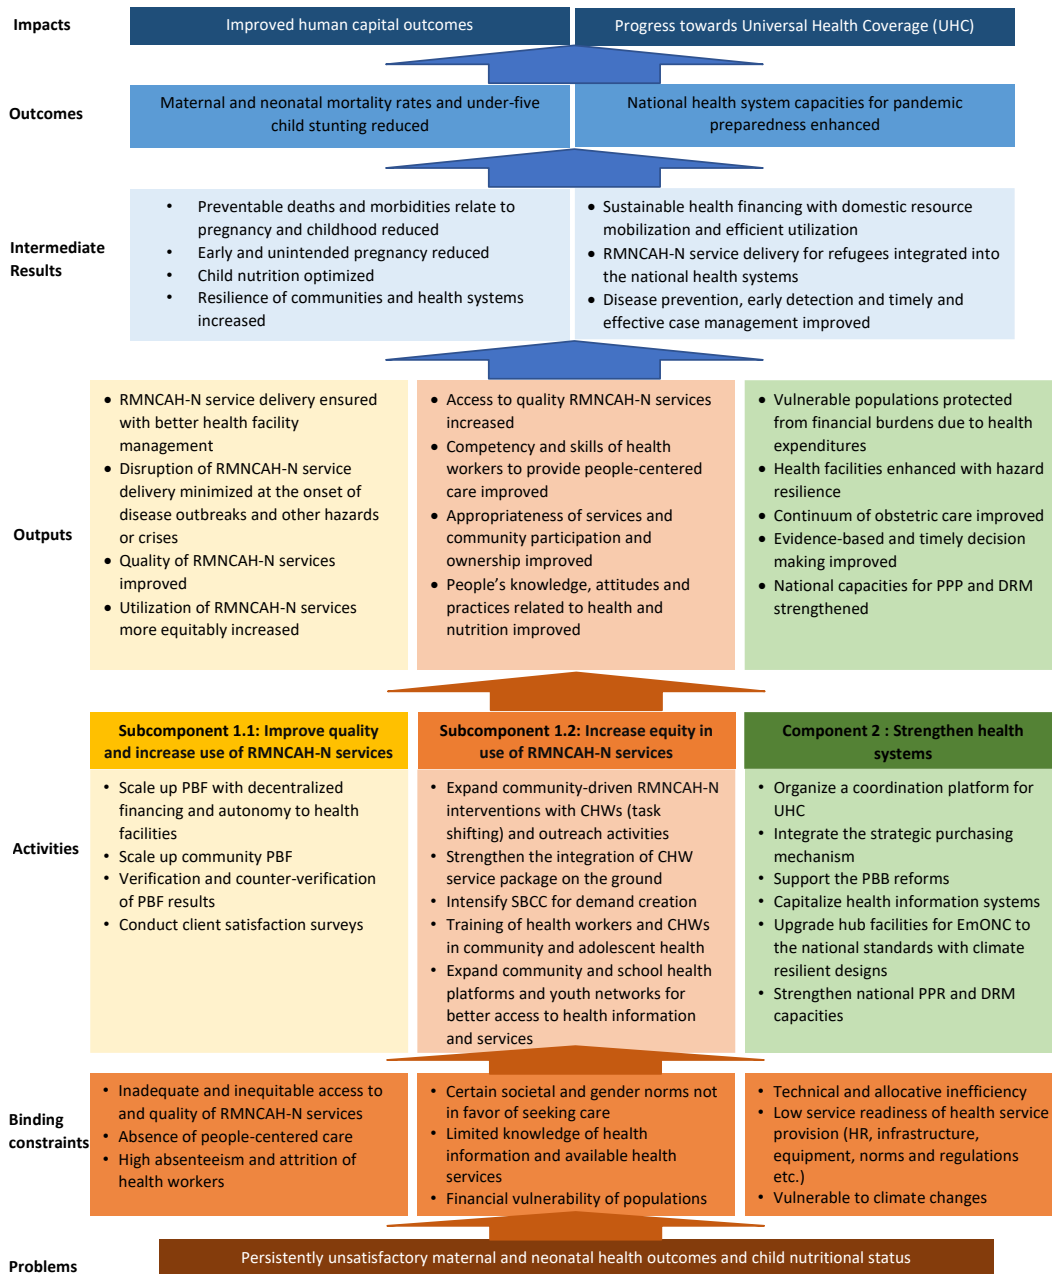 Impacts
Improved human capital outcomes
Progress towards Universal Health Coverage (UHC)
Outcomes
Maternal and neonatal mortality rates and under-five
child stunting reduced
National health system capacities for pandemic
preparedness enhanced
Intermediate
Results
• Preventable deaths and morbidities relate to
pregnancy and childhood reduced
• Early and unintended pregnancy reduced
• Child nutrition optimized
• Resilience of communities and health systems
increased
• Sustainable health financing with domestic resource
mobilization and efficient utilization
• RMNCAH-N service delivery for refugees integrated into
the national health systems
• Disease prevention, early detection and timely and
effective case management improved
Outputs
• RMNCAH-N service delivery ensured
with better health facility
management
• Disruption of RMNCAH-N service
delivery minimized at the onset of
disease outbreaks and other hazards
or crises
• Quality of RMNCAH-N services
improved
• Utilization of RMNCAH-N services
more equitably increased
• Access to quality RMNCAH-N services
increased
• Competency and skills of health
workers to provide people-centered
care improved
• Appropriateness of services and
community participation and
ownership improved
• People's knowledge, attitudes and
practices related to health and
nutrition improved
• Vulnerable populations protected
from financial burdens due to health
expenditures
• Health facilities enhanced with hazard
resilience
• Continuum of obstetric care improved
• Evidence-based and timely decision
making improved
• National capacities for PPP and DRM
strengthened
Activities
Subcomponent 1.1: Improve quality
and increase use of RMNCAH-N services
• Scale up PBF with decentralized
financing and autonomy to health
facilities
• Scale up community PBF
• Verification and counter-verification
of PBF results
• Conduct client satisfaction surveys
Subcomponent 1.2: Increase equity in
use of RMNCAH-N services
• Expand community-driven RMNCAH-N
interventions with CHWs (task
shifting) and outreach activities
• Strengthen the integration of CHW
service package on the ground
• Intensify SBCC for demand creation
• Training of health workers and CHWs
in community and adolescent health
• Expand community and school health
platforms and youth networks for
better access to health information
and services
Component 2 : Strengthen health
systems
• Organize a coordination platform for
UHC
• Integrate the strategic purchasing
mechanism
• Support the PBB reforms
• Capitalize health information systems
• Upgrade hub facilities for EmONC to
the national standards with climate
resilient designs
• Strengthen national PPR and DRM
capacities
Binding
constraints
• Inadequate and inequitable access to
and quality of RMNCAH-N services
• Absence of people-centered care
• High absenteeism and attrition of
health workers
• Certain societal and gender norms not
in favor of seeking care
• Limited knowledge of health
information and available health
services
• Financial vulnerability of populations
• Technical and allocative inefficiency
• Low service readiness of health service
provision (HR, infrastructure,
equipment, norms and regulations
etc.)
• Vulnerable to climate changes
Problems
Persistently unsatisfactory maternal and neonatal health outcomes and child nutritional status